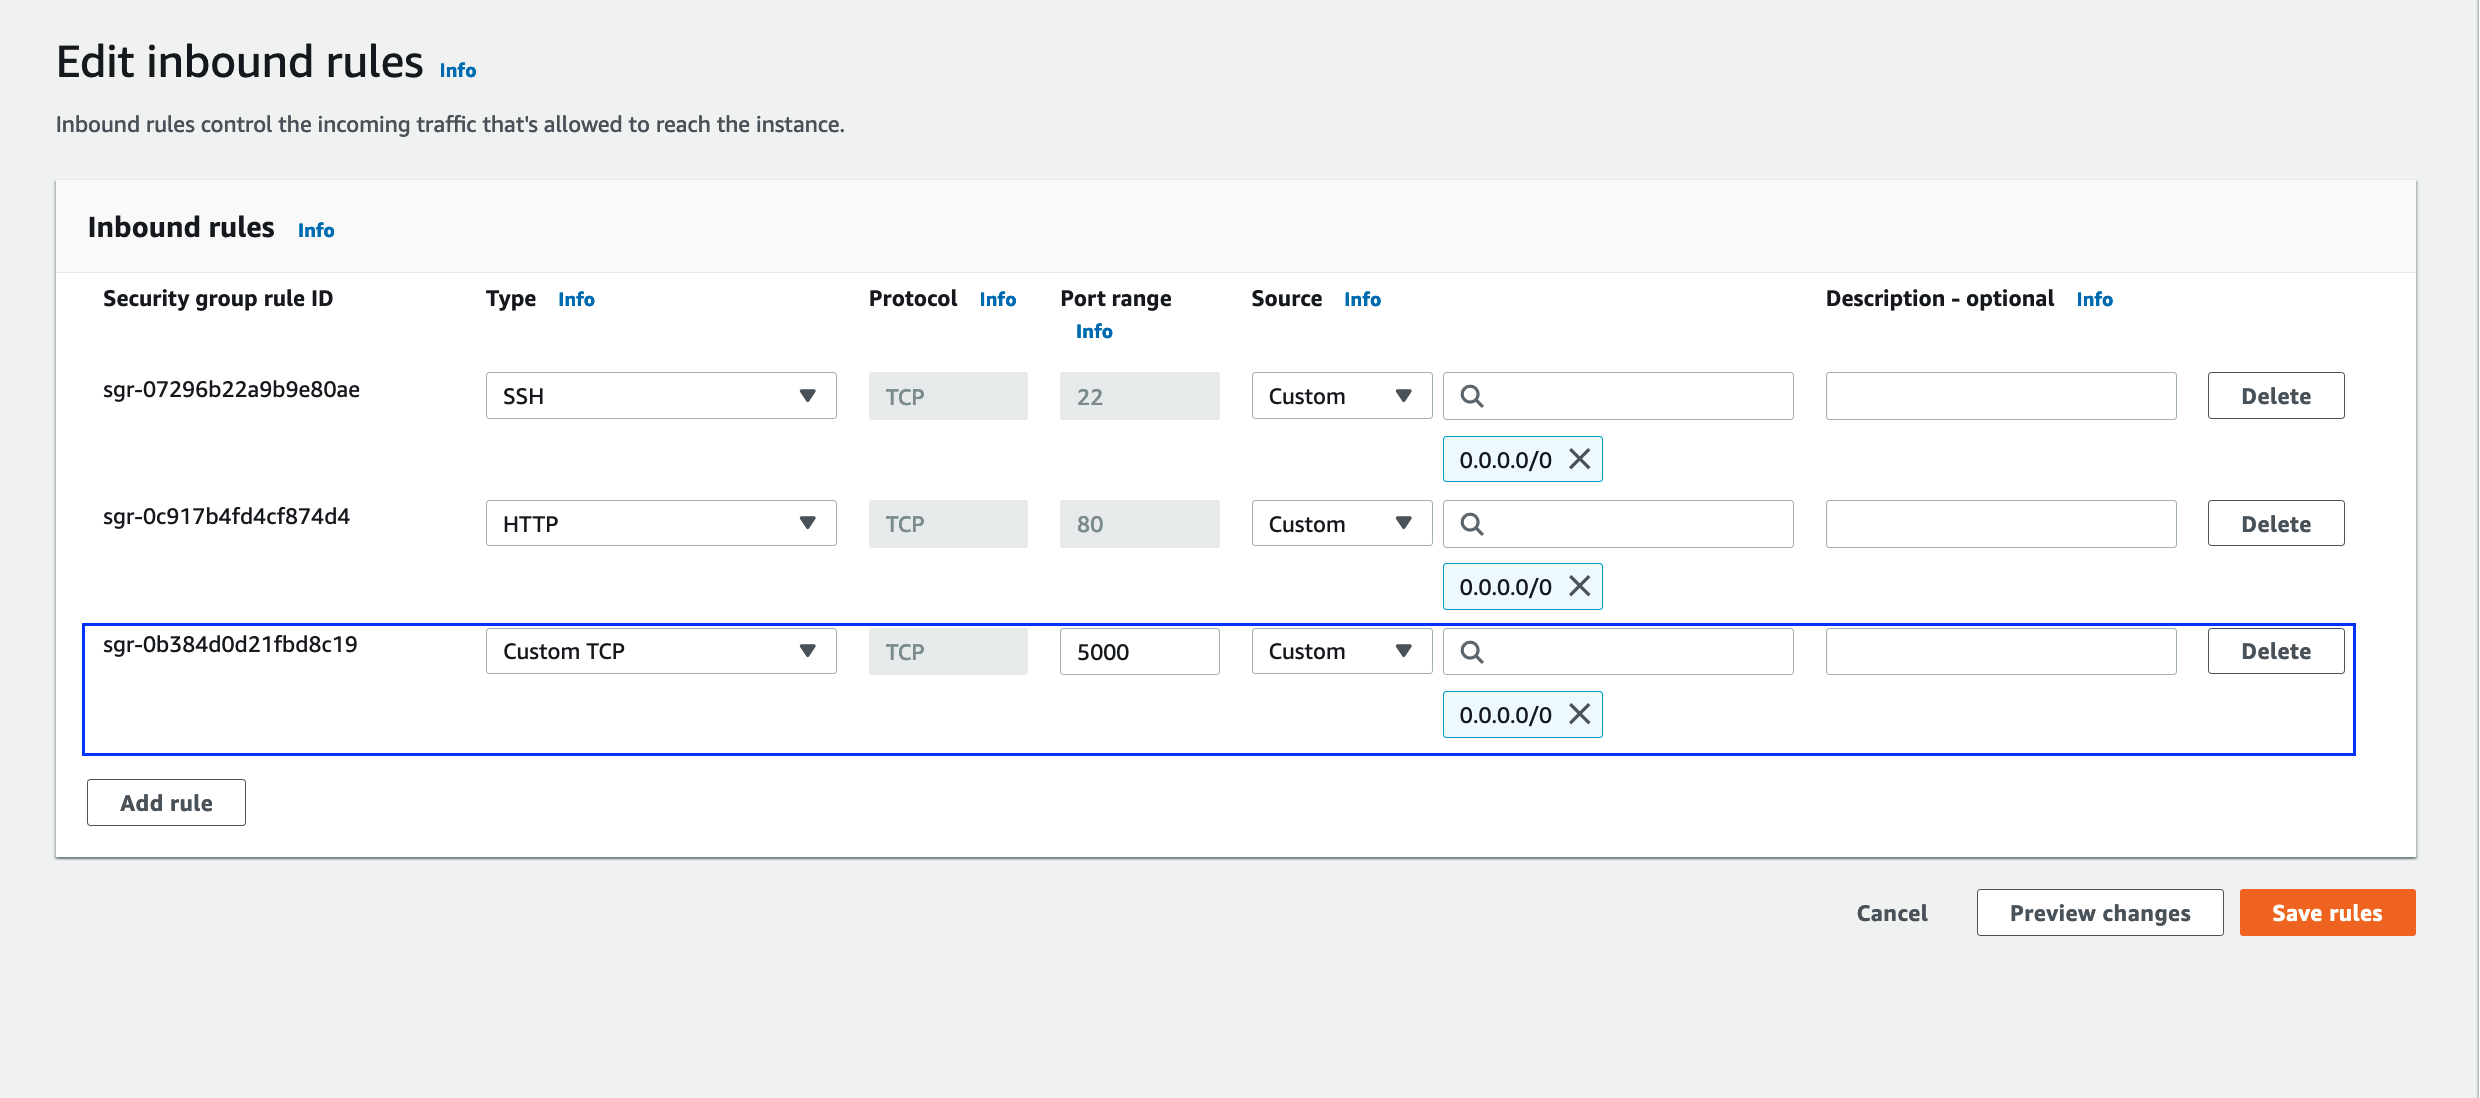 Edit inbound rules Info
Inbound rules control the incoming traffic that's allowed to reach the instance.
Inbound rules Info
Security group rule ID Type Info Protocol Info Port range Info Source Info Description - optional Info
sgr-07296b22a9b9e80ae SSH TCP 22 Custom Delete
0.0.0.0/0
sgr-0c917b4fd4cf874d4 HTTP TCP 80 Custom Delete
0.0.0.0/0
sgr-0b384d0d21fbd8c19 Custom TCP TCP 5000 Custom Delete
0.0.0.0/0
Add rule
Cancel Preview changes Save rules